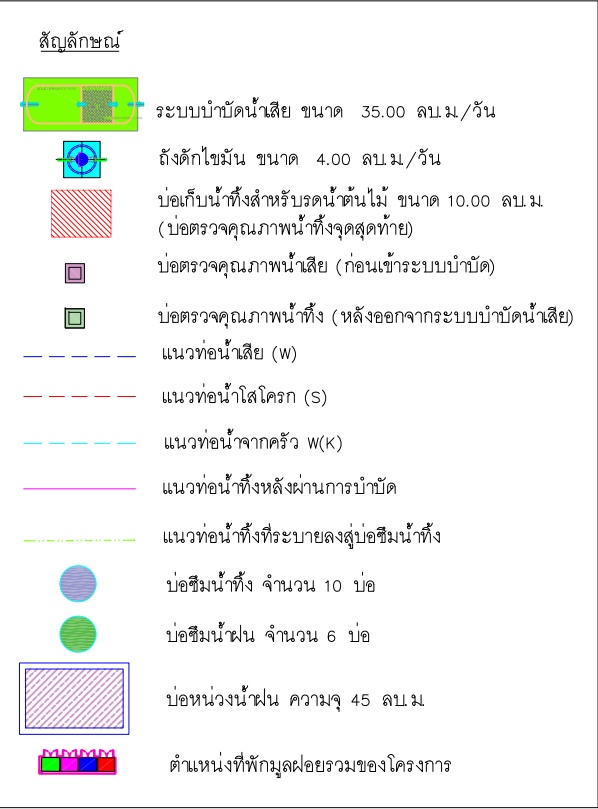 สัญลักษณ์
ระบบบำบัดน้ำเสีย ขนาด 35.00 ลบ.ม./วัน
ถังดักไขมัน ขนาด 4.00 ลบ.ม./วัน
บ่อเก็บน้ำทิ้งสำหรับรดน้ำต้นไม้ ขนาด 10.00 ลบ.ม.
(บ่อตรวจคุณภาพน้ำทิ้งจุดสุดท้าย)
บ่อตรวจคุณภาพน้ำเสีย (ก่อนเข้าระบบบำบัด)
บ่อตรวจคุณภาพน้ำทิ้ง (หลังออกจากระบบบำบัดน้ำเสีย)
แนวท่อน้ำเสีย (W)
แนวท่อน้ำโสโครก (S)
แนวท่อน้ำจากครัว W(K)
แนวท่อน้ำทิ้งหลังผ่านการบำบัด
แนวท่อน้ำทิ้งที่ระบายลงสู่บ่อซึมน้ำทิ้ง
บ่อซึมน้ำทิ้ง จำนวน 10 บ่อ
บ่อซึมน้ำฝน จำนวน 6 บ่อ
บ่อหน่วงน้ำฝน ความจุ 45 ลบ.ม.
ตำแหน่งที่พักมูลฝอยรวมของโครงการ